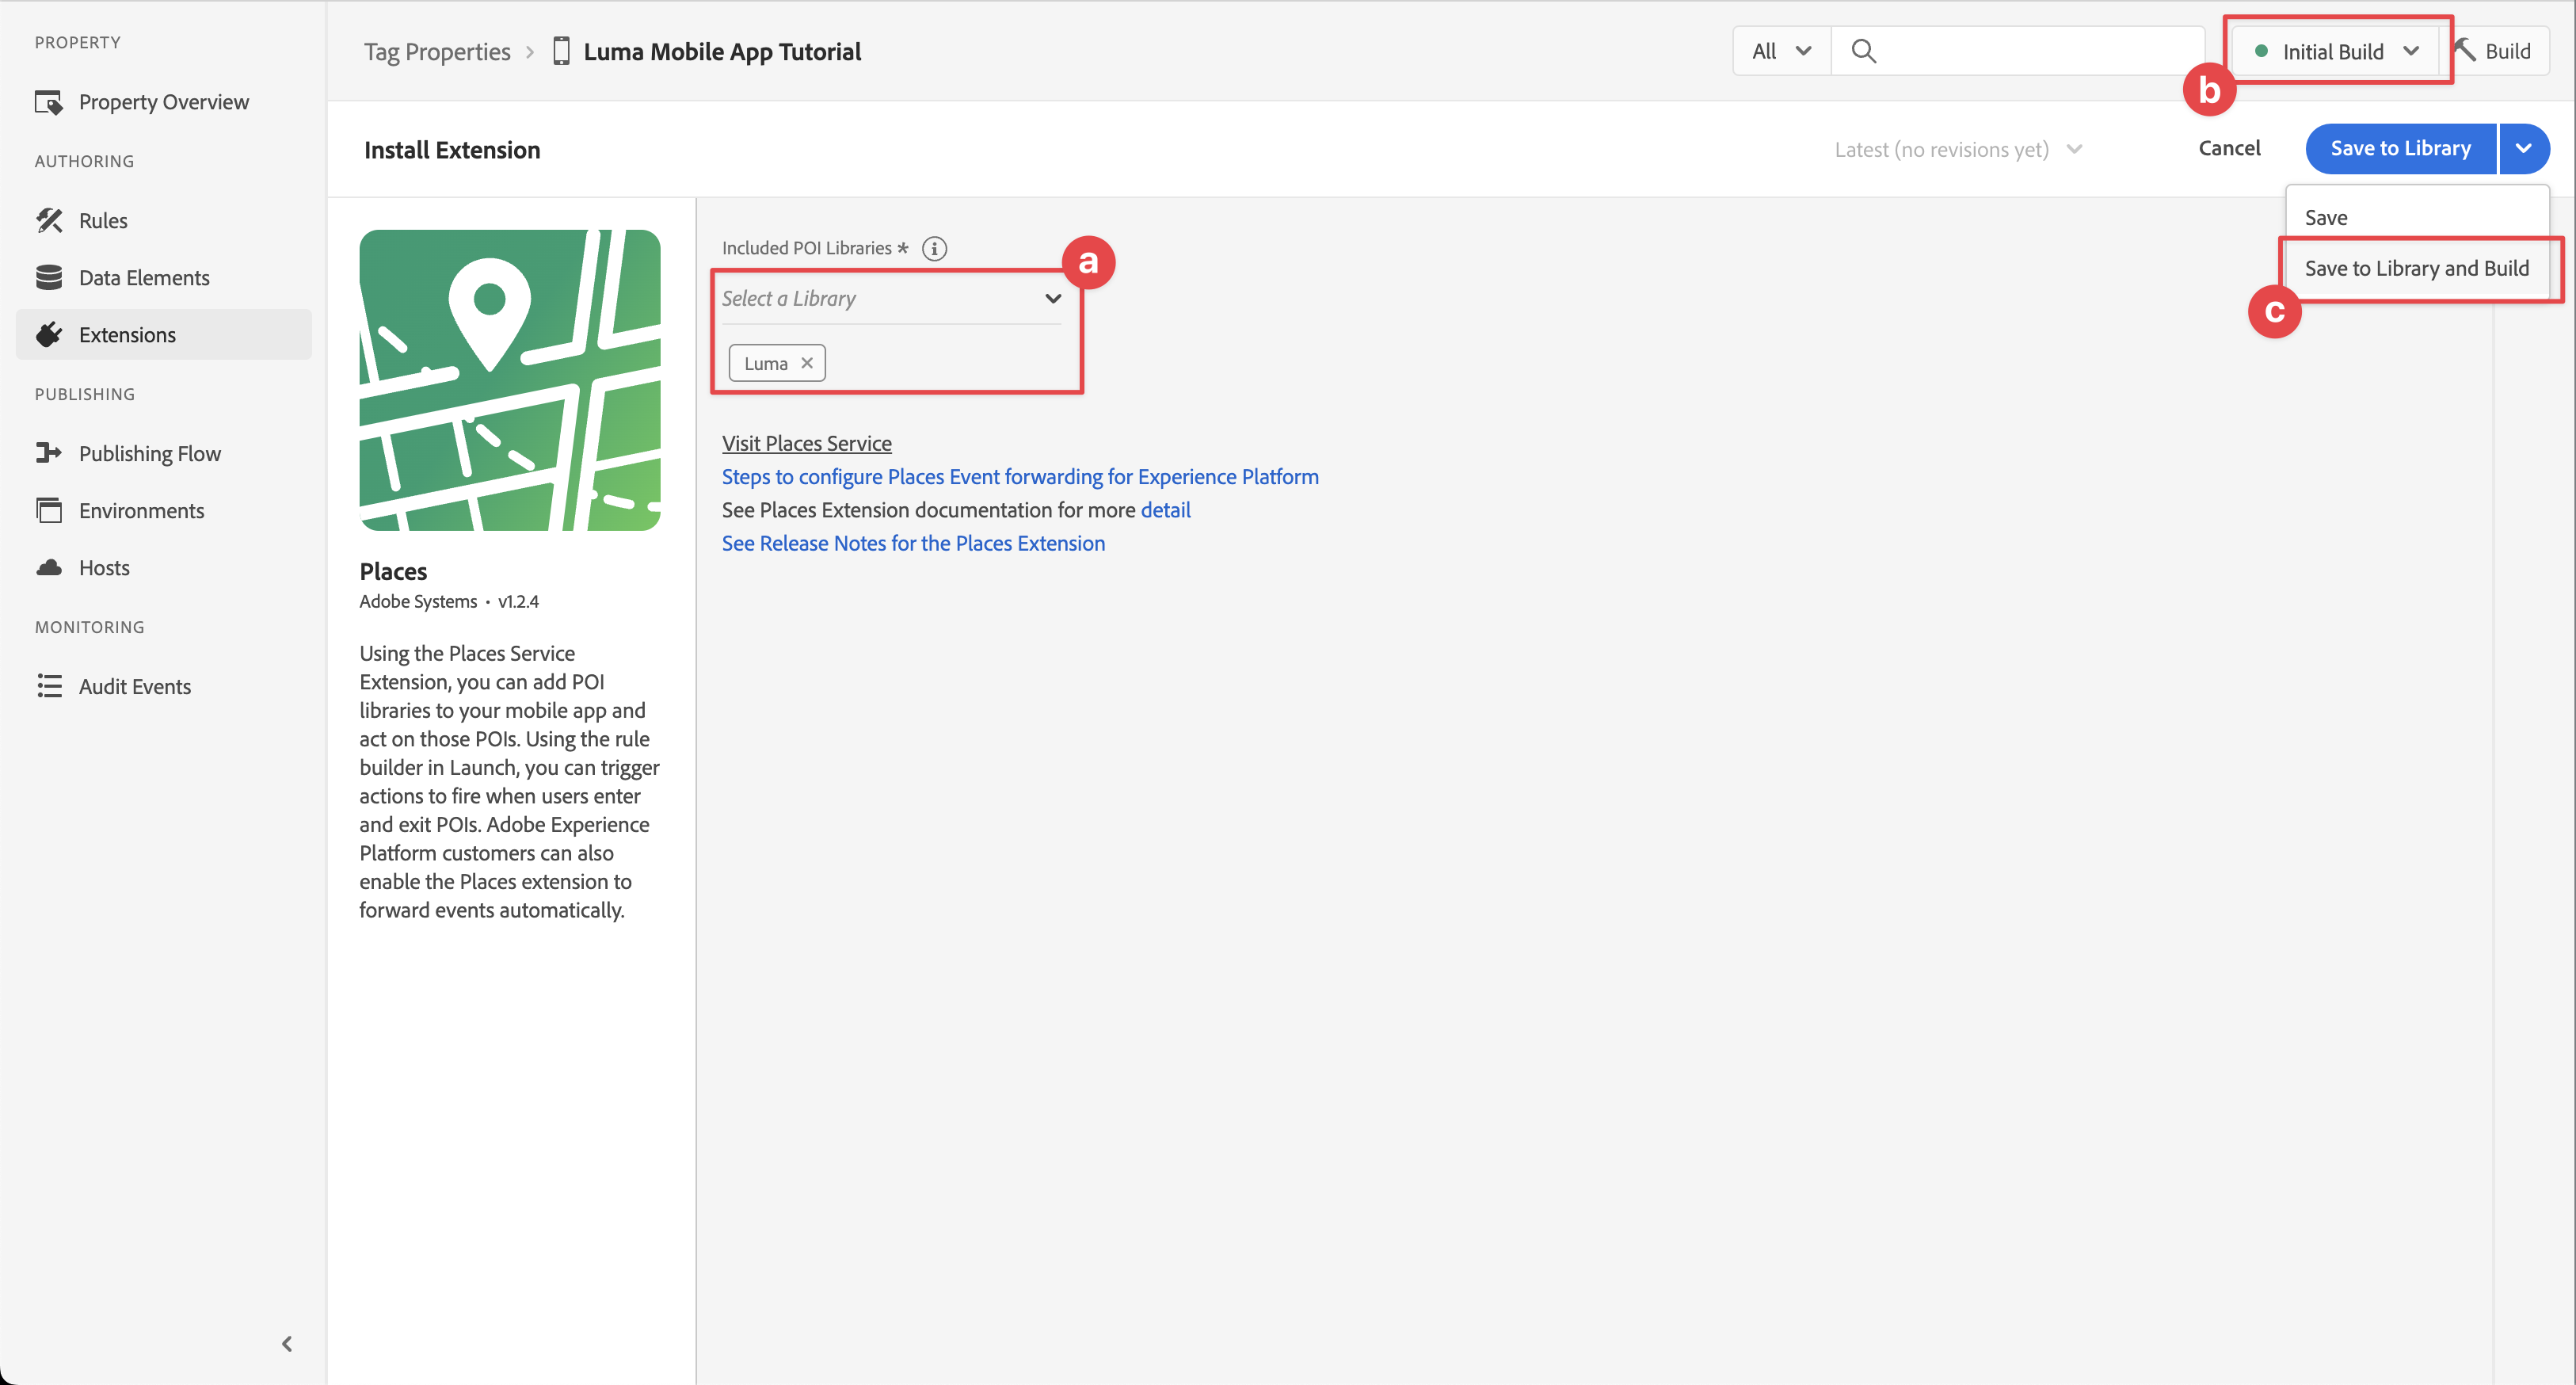 PROPERTY
Property Overview
AUTHORING
Rules
Data Elements
Extensions
PUBLISHING
Publishing Flow
Environments
Hosts
MONITORING
Audit Events
Tag Properties
Luma Mobile App Tutorial
All
Initial Build
Build
b
Install Extension
Latest (no revisions yet)
Cancel
Save to Library
Save
Save to Library and Build
c
Places
Adobe Systems • v1.2.4
Using the Places Service
Extension, you can add POI
libraries to your mobile app and
act on those POIs. Using the rule
builder in Launch, you can trigger
actions to fire when users enter
and exit POIs. Adobe Experience
Platform customers can also
enable the Places extension to
forward events automatically.
Included POI Libraries *
a
Select a Library
Luma
Visit Places Service
Steps to configure Places Event forwarding for Experience Platform
See Places Extension documentation for more detail
See Release Notes for the Places Extension